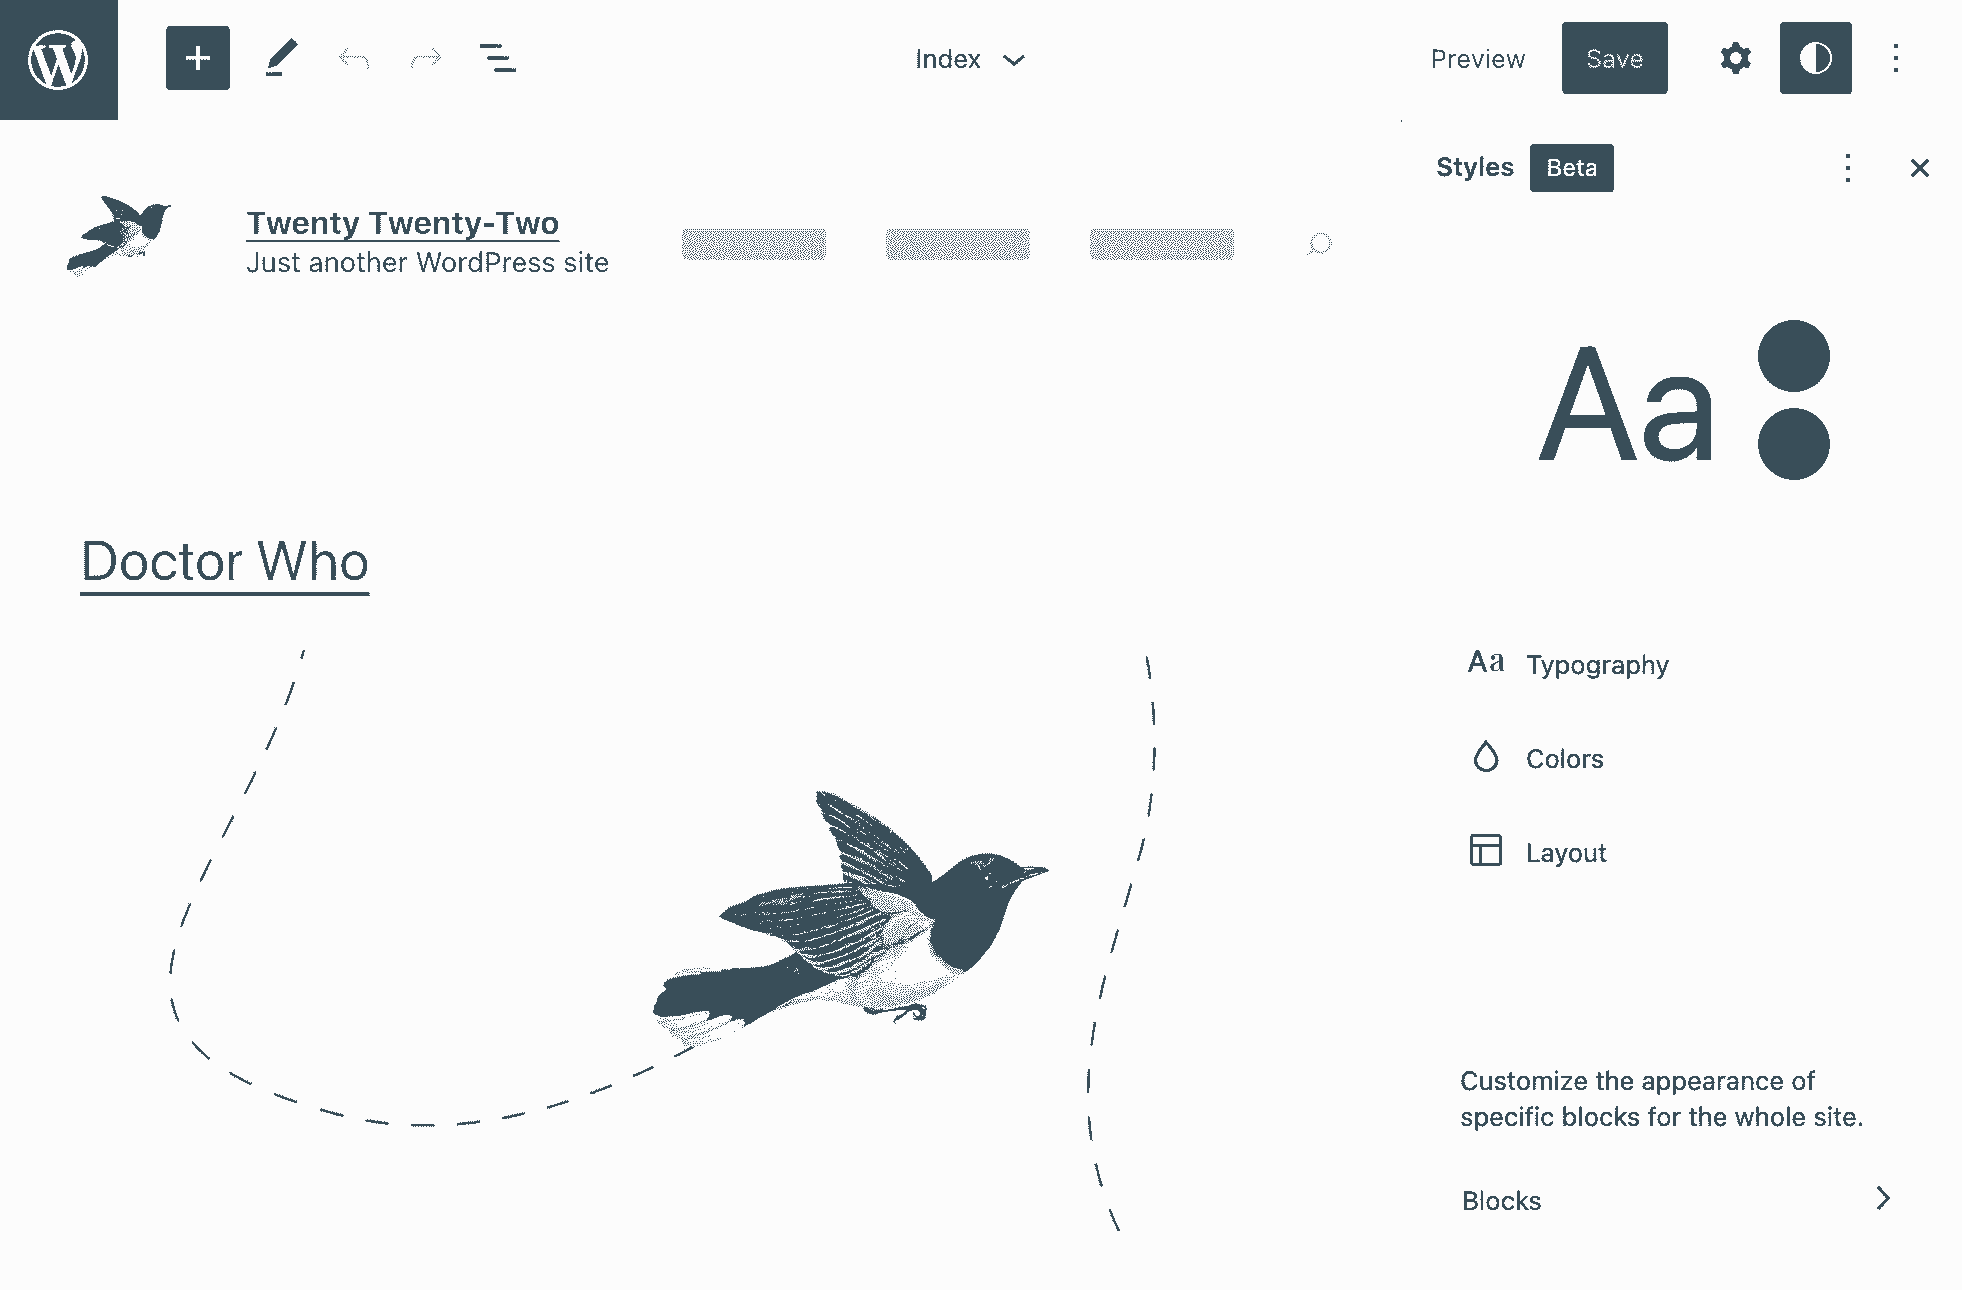 Index
Preview
Save
Styles
Beta
Twenty Twenty-Two
Just another WordPress site
Aa
Doctor Who
Aa Typography
Colors
Layout
Customize the appearance of
specific blocks for the whole site.
Blocks